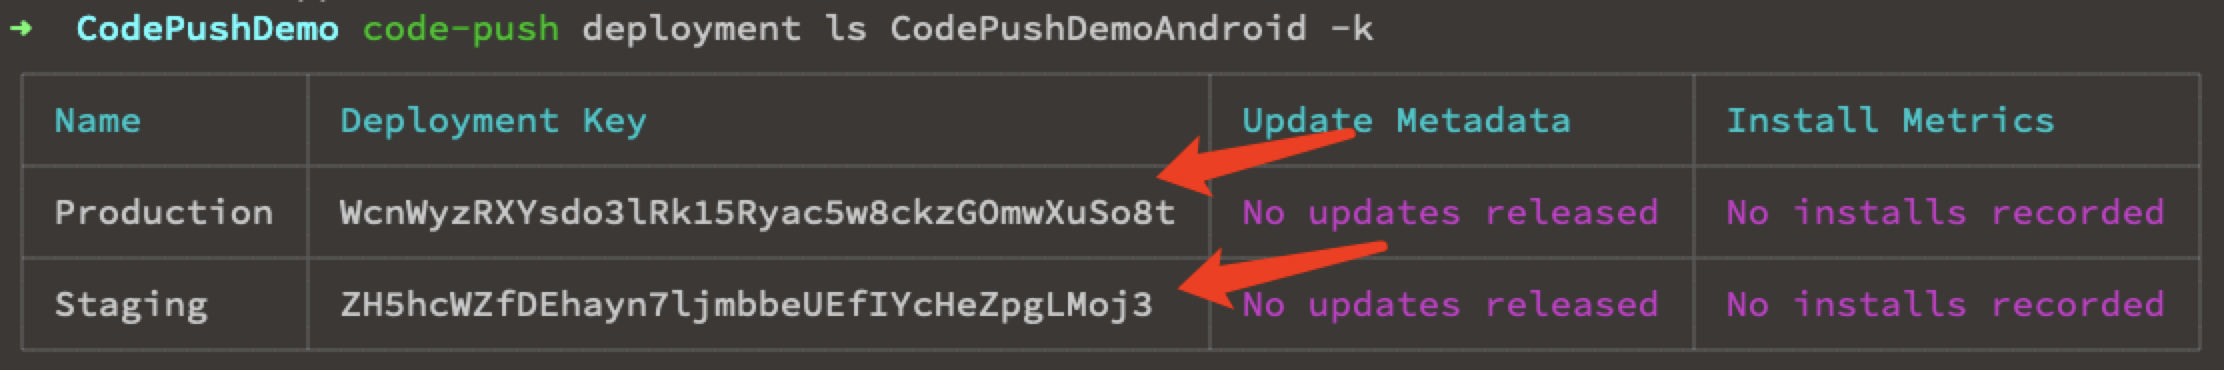 ➜ CodePushDemo code-push deployment ls CodePushDemoAndroid -k
Name Deployment Key Update Metadata Install Metrics
Production WcnWyzRXYsdo3lRk15Ryac5w8ckzGOmwXuSo8t No updates released No installs recorded
Staging ZH5hcWZfDEhayn7ljmbbeUEfIYcHeZpgLMoj3 No updates released No installs recorded